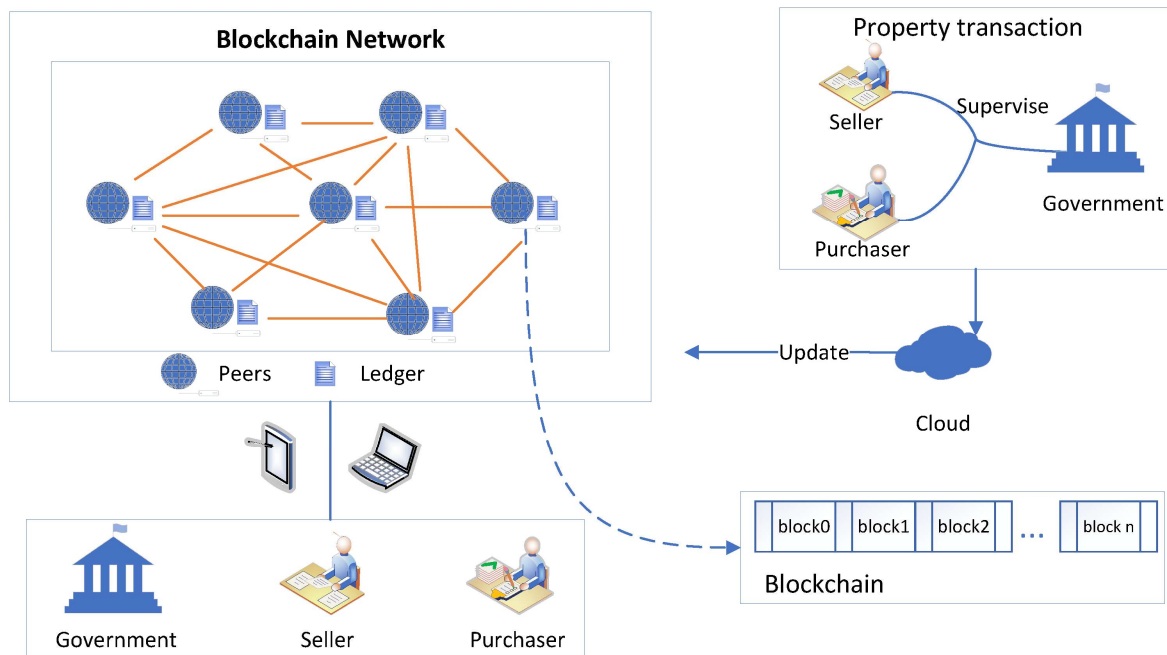 Blockchain Network
Peers
Ledger
Property transaction
Seller
Supervise
Government
Purchaser
Update
Cloud
block0
block1
block2
...
block n
Blockchain
Government
Seller
Purchaser